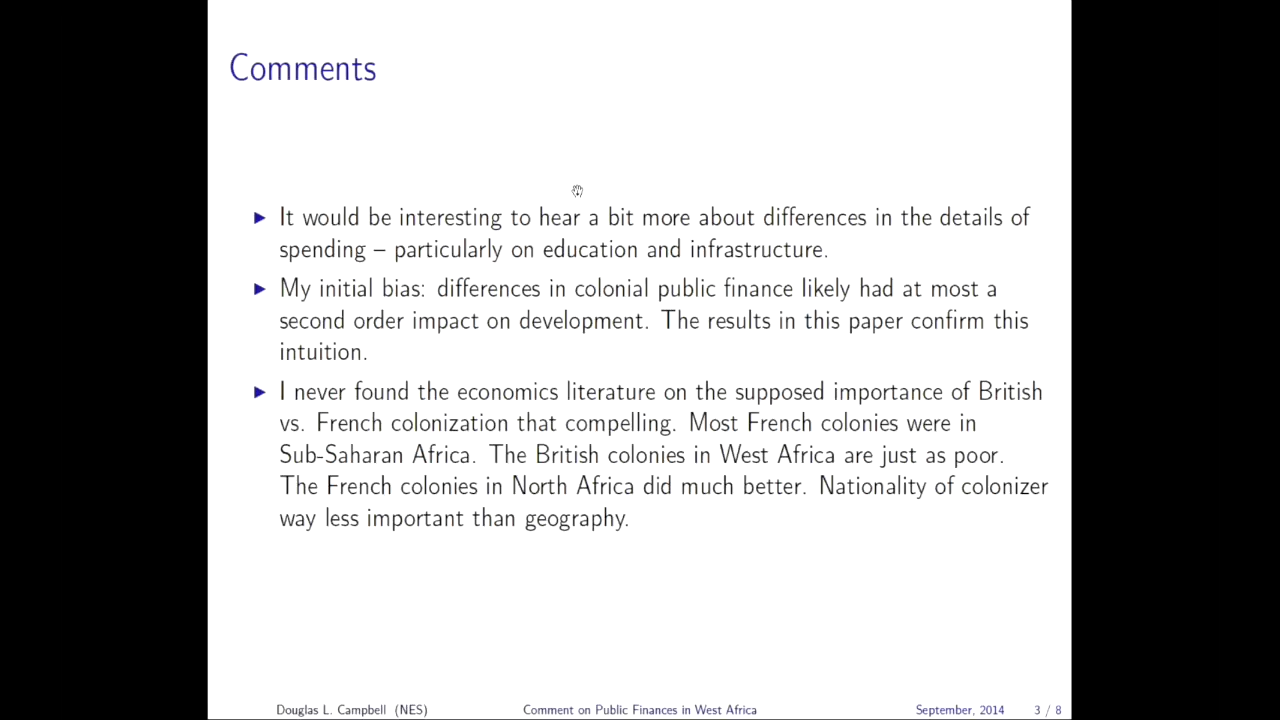 Comments
► It would be interesting to hear a bit more about differences in the details of
spending – particularly on education and infrastructure.
► My initial bias: differences in colonial public finance likely had at most a
second order impact on development. The results in this paper confirm this
intuition.
► I never found the economics literature on the supposed importance of British
vs. French colonization that compelling. Most French colonies were in
Sub-Saharan Africa. The British colonies in West Africa are just as poor.
The French colonies in North Africa did much better. Nationality of colonizer
way less important than geography.
Douglas L. Campbell (NES) Comment on Public Finances in West Africa September, 2014 3 / 8